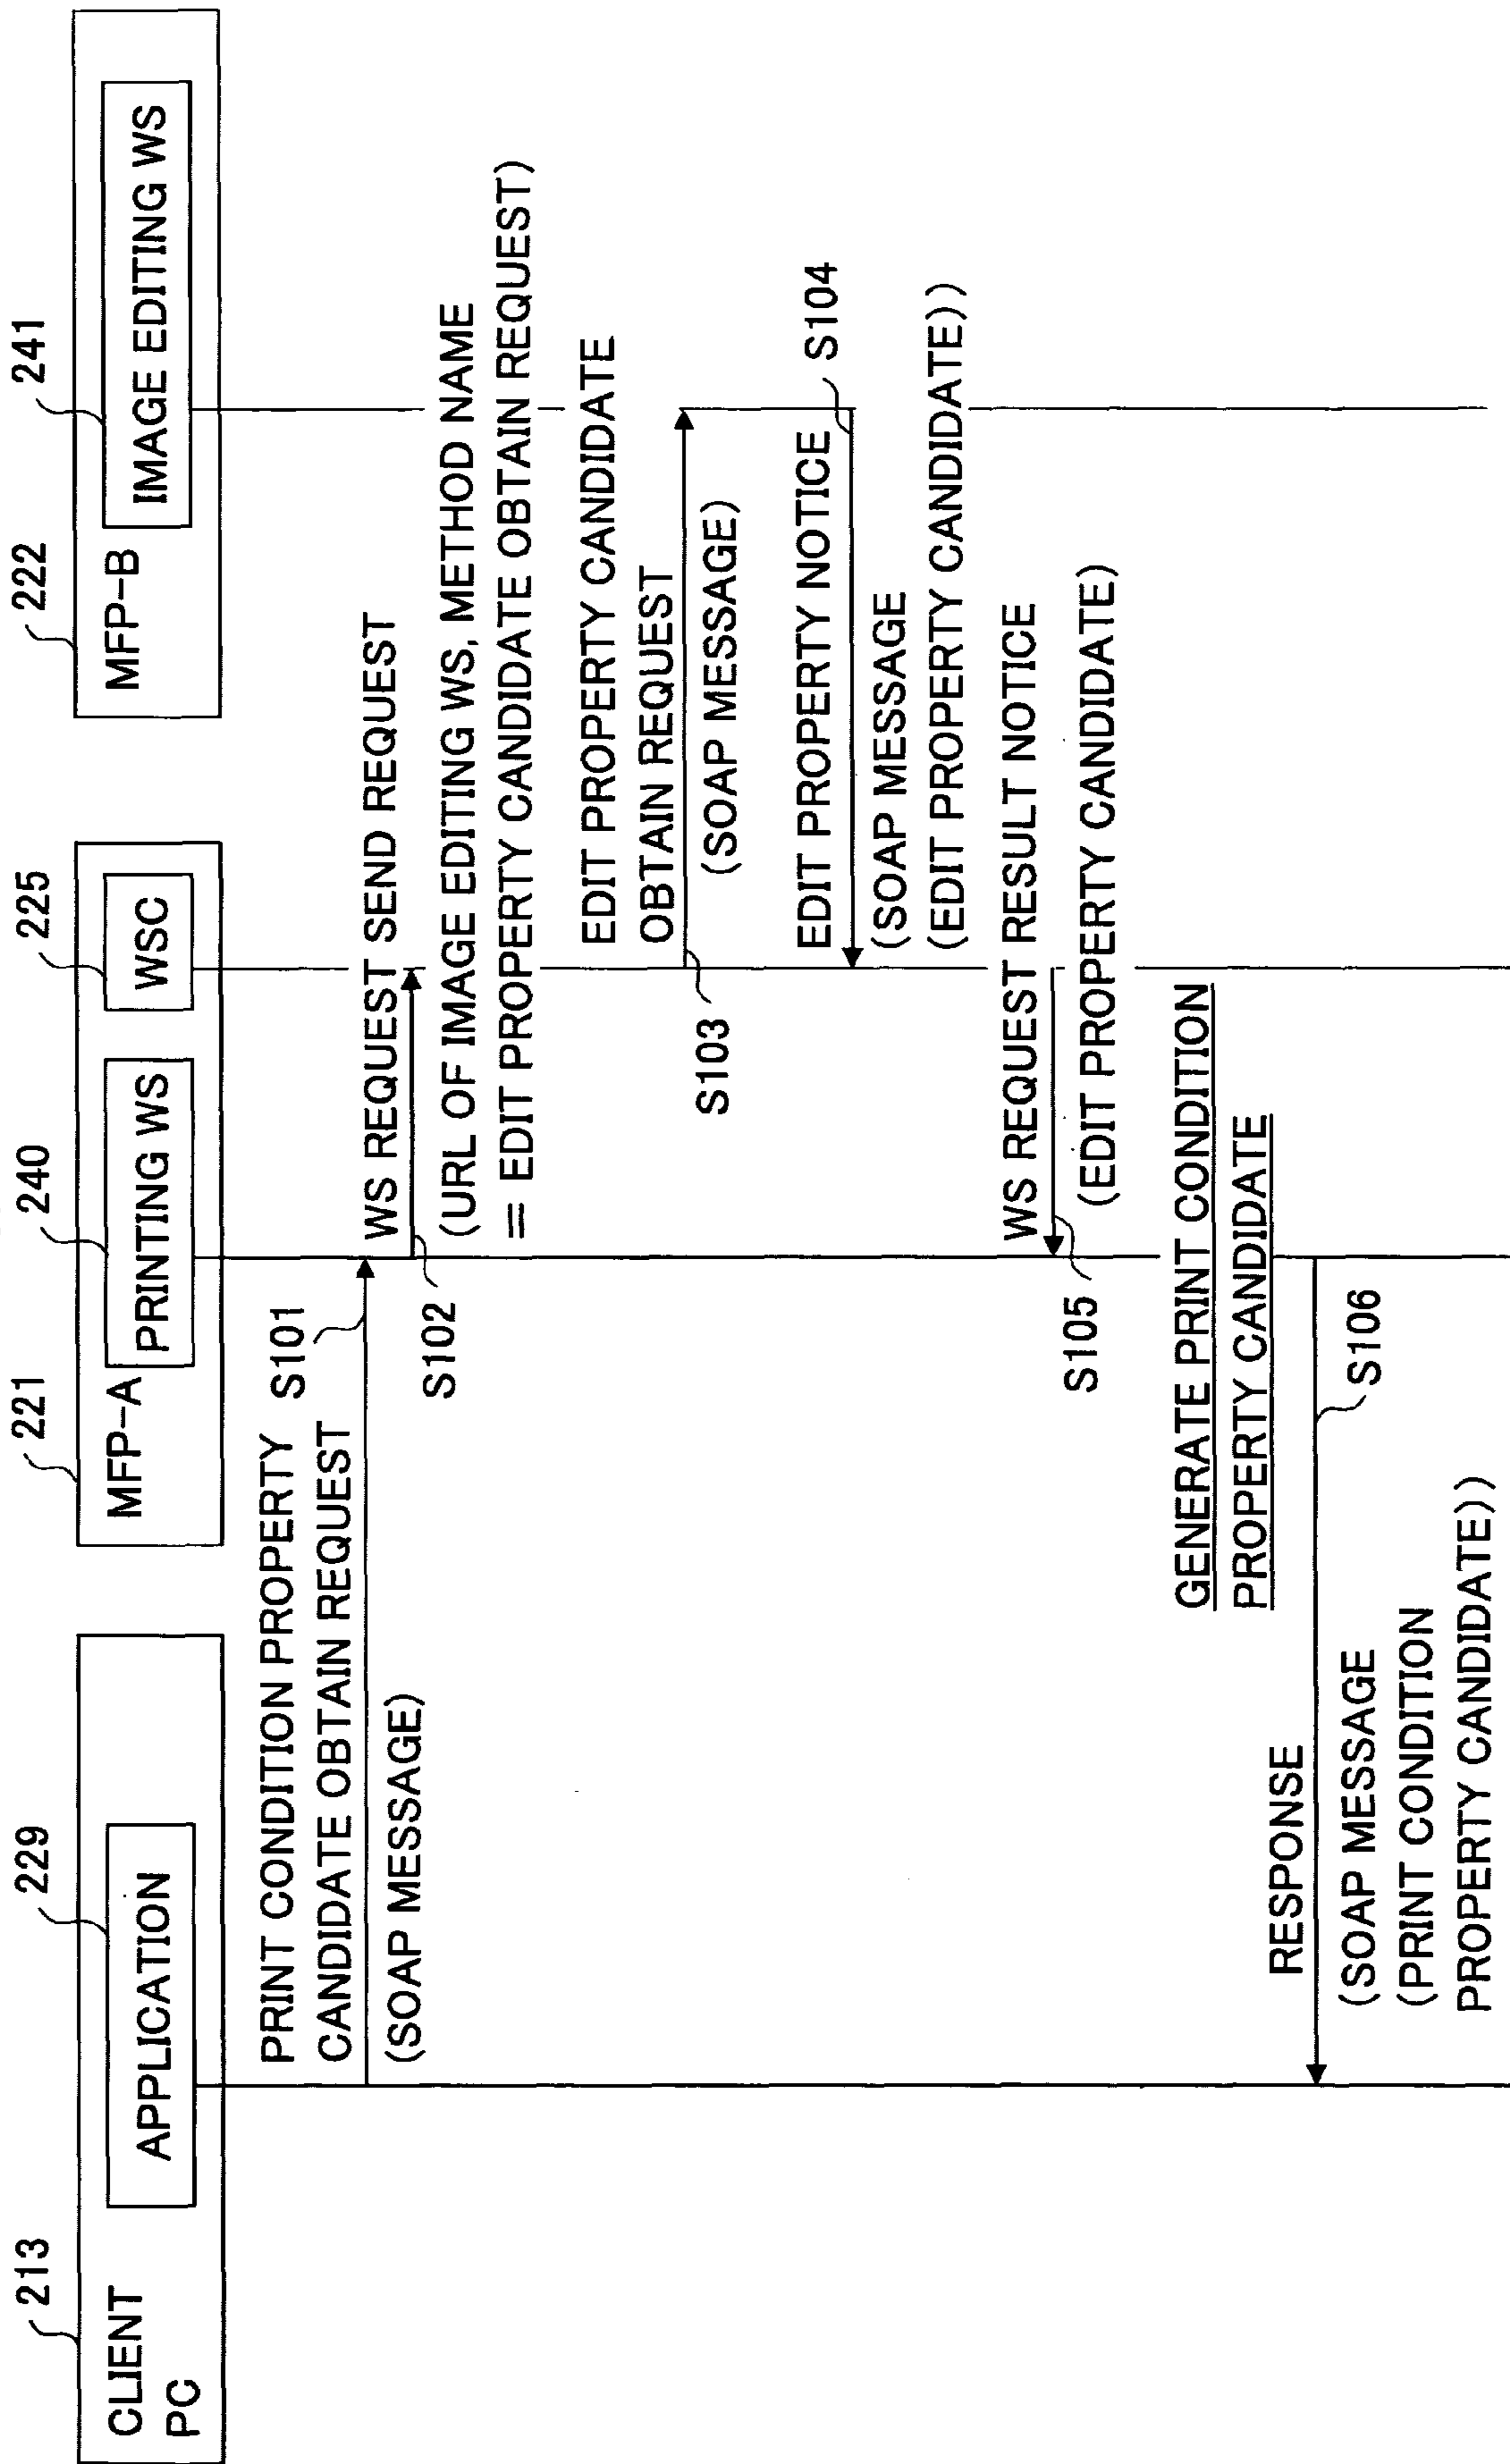 213
CLIENT
PC
229
APPLICATION
221
MFP-A
240
PRINTING WS
225
WSC
222
MFP-B
241
IMAGE EDITING WS
PRINT CONDITION PROPERTY
CANDIDATE OBTAIN REQUEST
(SOAP MESSAGE)
S101
WS REQUEST SEND REQUEST
S102
(URL OF IMAGE EDITING WS, METHOD NAME
= EDIT PROPERTY CANDIDATE OBTAIN REQUEST)
EDIT PROPERTY CANDIDATE
OBTAIN REQUEST
S103
(SOAP MESSAGE)
EDIT PROPERTY NOTICE
S104
(SOAP MESSAGE
(EDIT PROPERTY CANDIDATE))
WS REQUEST RESULT NOTICE
S105
(EDIT PROPERTY CANDIDATE)
GENERATE PRINT CONDITION
PROPERTY CANDIDATE
RESPONSE
S106
(SOAP MESSAGE
(PRINT CONDITION
PROPERTY CANDIDATE))